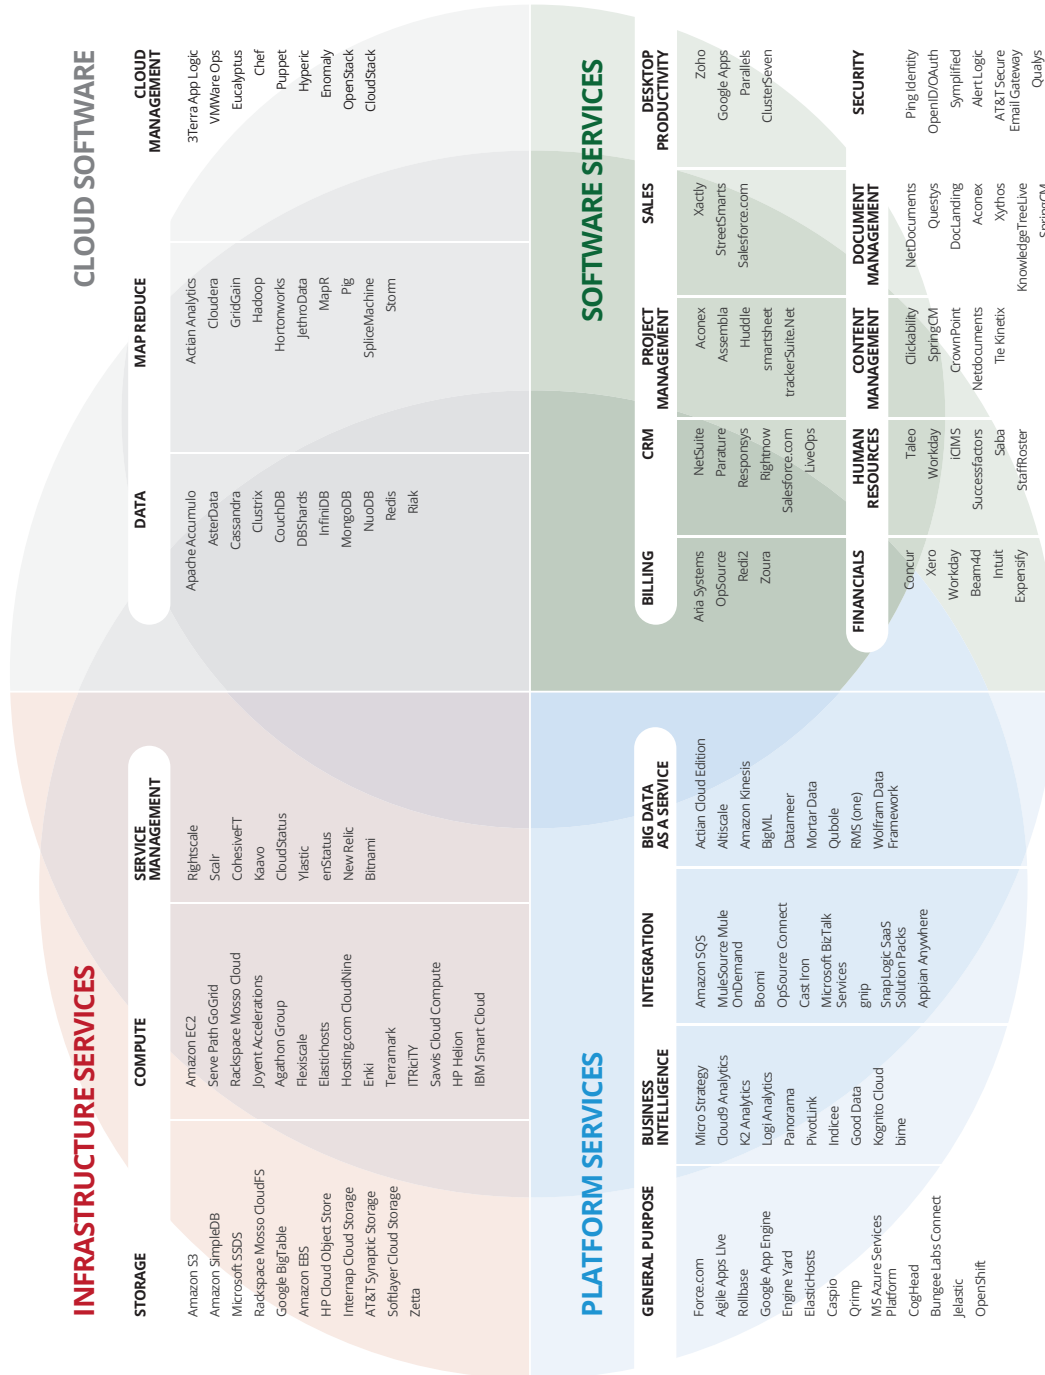 INFRASTRUCTURE SERVICES
STORAGE
Amazon S3
Amazon SimpleDB
Microsoft SSDS
Rackspace Mosso CloudFS
Google BigTable
Amazon EBS
HP Cloud Object Store
Internap Cloud Storage
AT&T Synaptic Storage
Softlayer Cloud Storage
Zetta
COMPUTE
Amazon EC2
Serve Path GoGrid
Rackspace Mosso Cloud
Joyent Accelerations
Agathon Group
Flexiscale
Elastichosts
Hosting.com CloudNine
Enki
Terramark
ITRiciTY
Savvis Cloud Compute
HP Helion
IBM Smart Cloud
SERVICE
MANAGEMENT
Rightscale
Scalr
CohesiveFT
Kaavo
CloudStatus
Ylastic
enStatus
New Relic
Bitnami
CLOUD SOFTWARE
DATA
Apache Accumulo
AsterData
Cassandra
Clustrix
CouchDB
DBShards
InfiniDB
MongoDB
NuoDB
Redis
Riak
MAP REDUCE
Actian Analytics
Cloudera
GridGain
Hadoop
Hortonworks
JethroData
MapR
Pig
SpliceMachine
Storm
CLOUD
MANAGEMENT
3Terra App Logic
VMWare Ops
Eucalyptus
Chef
Puppet
Hyperic
Enomaly
OpenStack
CloudStack
PLATFORM SERVICES
GENERAL PURPOSE
Force.com
Agile Apps LIve
Rollbase
Google App Engine
Engine Yard
ElasticHosts
Caspio
Qrimp
MS Azure Services
Platform
CogHead
Bungee Labs Connect
Jelastic
OpenShift
BUSINESS
INTELLIGENCE
Micro Strategy
Cloud9 Analytics
K2 Analytics
Logi Analytics
Panorama
PivotLink
Indicee
Good Data
Kognito Cloud
bime
INTEGRATION
Amazon SQS
MuleSource Mule
OnDemand
Boomi
OpSource Connect
Cast Iron
Microsoft BizTalk
Services
gnip
SnapLogic SaaS
Solution Packs
Appian Anywhere
BIG DATA
AS A SERVICE
Actian Cloud Edition
Altiscale
Amazon Kinesis
BigML
Datameer
Mortar Data
Qubole
RMS (one)
Wolfram Data
Framework
SOFTWARE SERVICES
BILLING
Aria Systems
OpSource
Redi2
Zoura
CRM
NetSuite
Parature
Responsys
Rightnow
Salesforce.com
LiveOps
PROJECT
MANAGEMENT
Aconex
Assembla
Huddle
smartsheet
trackerSuite.Net
SALES
Xactly
StreetSmarts
Salesforce.com
DESKTOP
PRODUCTIVITY
Zoho
Google Apps
Parallels
ClusterSeven
FINANCIALS
Concur
Xero
Workday
Beam4d
Intuit
Expensify
HUMAN
RESOURCES
Taleo
Workday
iCIMS
Successfactors
Saba
StaffRoster
CONTENT
MANAGEMENT
Clickability
SpringCM
CrownPoint
Netdocuments
Tie Kinetix
DOCUMENT
MANAGEMENT
NetDocuments
Questys
DocLanding
Aconex
Xythos
KnowledgeTreeLive
SpringCM
SECURITY
Ping Identity
OpenID/OAuth
Symplified
Alert Logic
AT&T Secure
Email Gateway
Qualys